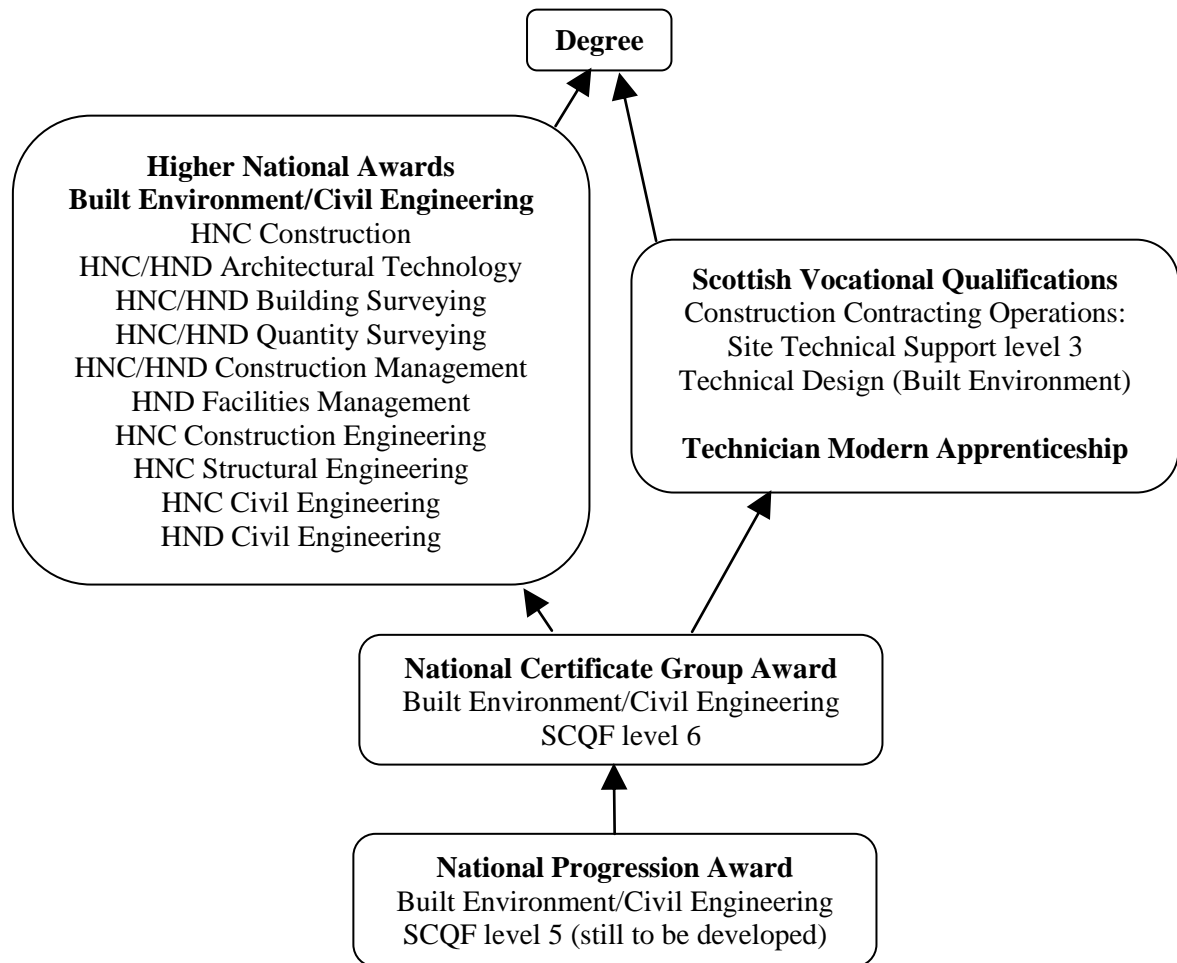 Degree
Higher National Awards
Built Environment/Civil Engineering
HNC Construction
HNC/HND Architectural Technology
HNC/HND Building Surveying
HNC/HND Quantity Surveying
HNC/HND Construction Management
HND Facilities Management
HNC Construction Engineering
HNC Structural Engineering
HNC Civil Engineering
HND Civil Engineering
Scottish Vocational Qualifications
Construction Contracting Operations:
Site Technical Support level 3
Technical Design (Built Environment)
Technician Modern Apprenticeship
National Certificate Group Award
Built Environment/Civil Engineering
SCQF level 6
National Progression Award
Built Environment/Civil Engineering
SCQF level 5 (still to be developed)